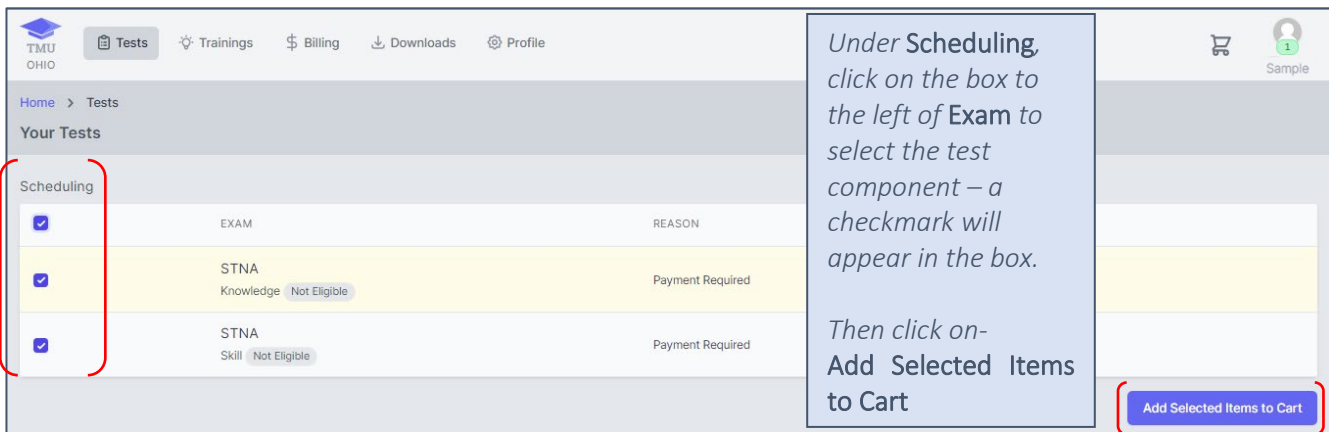 TMU
OHIO
Tests
Trainings
Billing
Downloads
Profile
1
Sample
Home > Tests
Your Tests
Scheduling
EXAM
REASON
STNA
Knowledge Not Eligible
Payment Required
STNA
Skill Not Eligible
Payment Required
Under Scheduling,
click on the box to
the left of Exam to
select the test
component – a
checkmark will
appear in the box.
Then click on-
Add Selected Items
to Cart
Add Selected Items to Cart